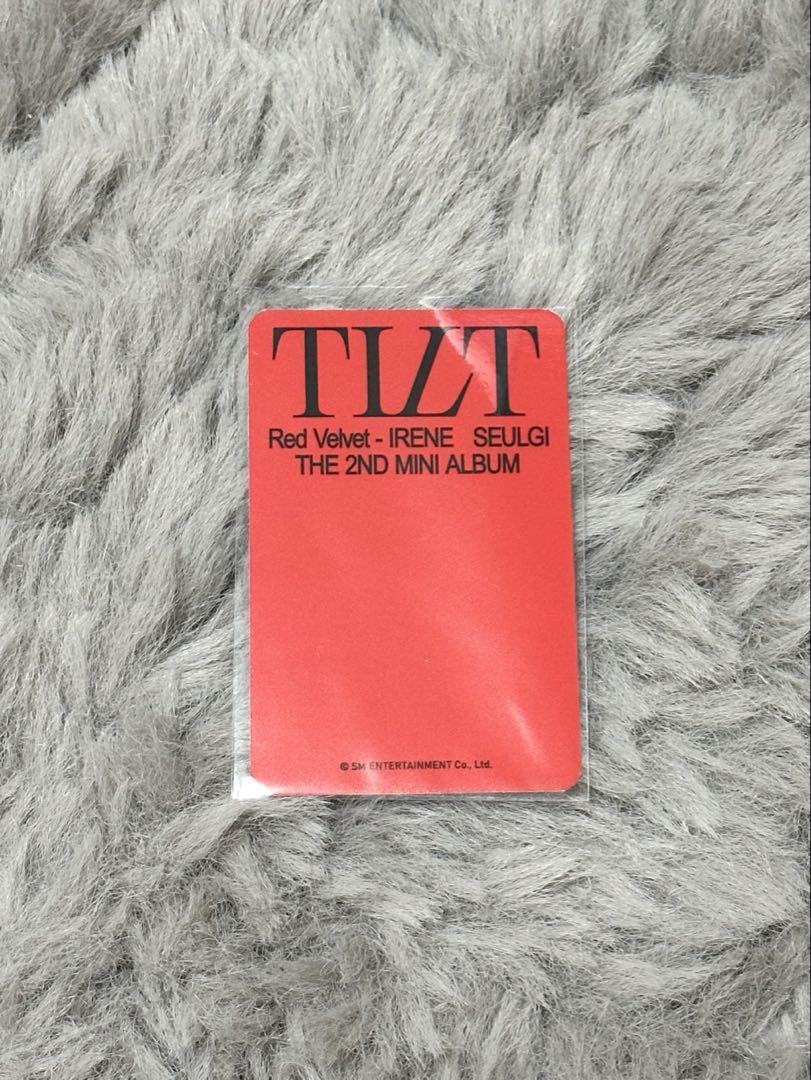 TILT
Red Velvet - IRENE SEULGI
THE 2ND MINI ALBUM
© SM ENTERTAINMENT Co., Ltd.